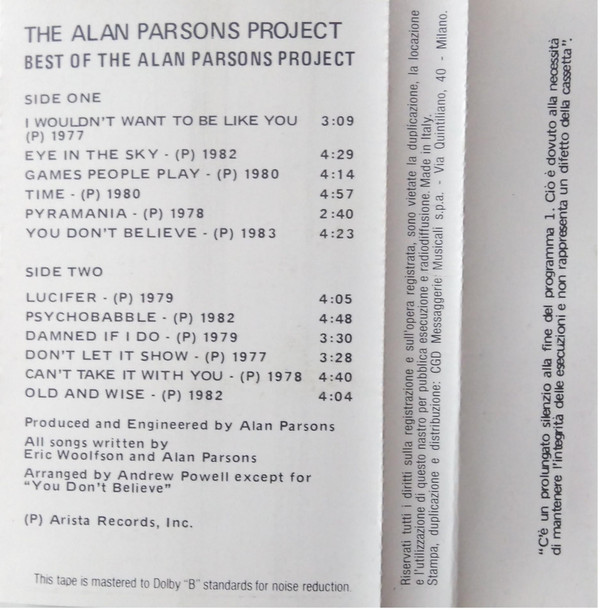 THE ALAN PARSONS PROJECT
BEST OF THE ALAN PARSONS PROJECT
SIDE ONE
I WOULDN'T WANT TO BE LIKE YOU 3:09
(P) 1977
EYE IN THE SKY - (P) 1982 4:29
GAMES PEOPLE PLAY - (P) 1980 4:14
TIME - (P) 1980 4:57
PYRAMANIA - (P) 1978 2:40
YOU DON'T BELIEVE - (P) 1983 4:23
SIDE TWO
LUCIFER - (P) 1979 4:05
PSYCHOBABBLE - (P) 1982 4:48
DAMNED IF I DO - (P) 1979 3:30
DON'T LET IT SHOW - (P) 1977 3:28
CAN'T TAKE IT WITH YOU - (P) 1978 4:40
OLD AND WISE - (P) 1982 4:04
Produced and Engineered by Alan Parsons
All songs written by
Eric Woolfson and Alan Parsons
Arranged by Andrew Powell except for
"You Don't Believe"
(P) Arista Records, Inc.
This tape is mastered to Dolby "B" standards for noise reduction.
Riservati tutti i diritti sulla registrazione e sull'opera registrata, sono vietate la duplicazione, la locazione
e l'utilizzazione di questo nastro per pubblica esecuzione e radiodiffusione. Made in Italy.
Stampa, duplicazione e distribuzione: CGD Messaggerie Musicali s.p.a. - Via Quintiliano, 40 - Milano.
"C'è un prolungato silenzio alla fine del programma 1. Ciò è dovuto alla necessità
di mantenere l'integrità delle esecuzioni e non rappresenta un difetto della cassetta".